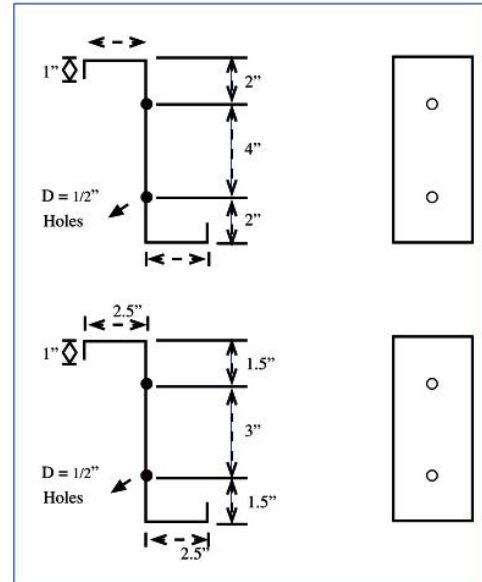 1”
2”
4”
D = 1/2”
Holes
2”
2.5”
1”
1.5”
3”
D = 1/2”
Holes
1.5”
2.5”